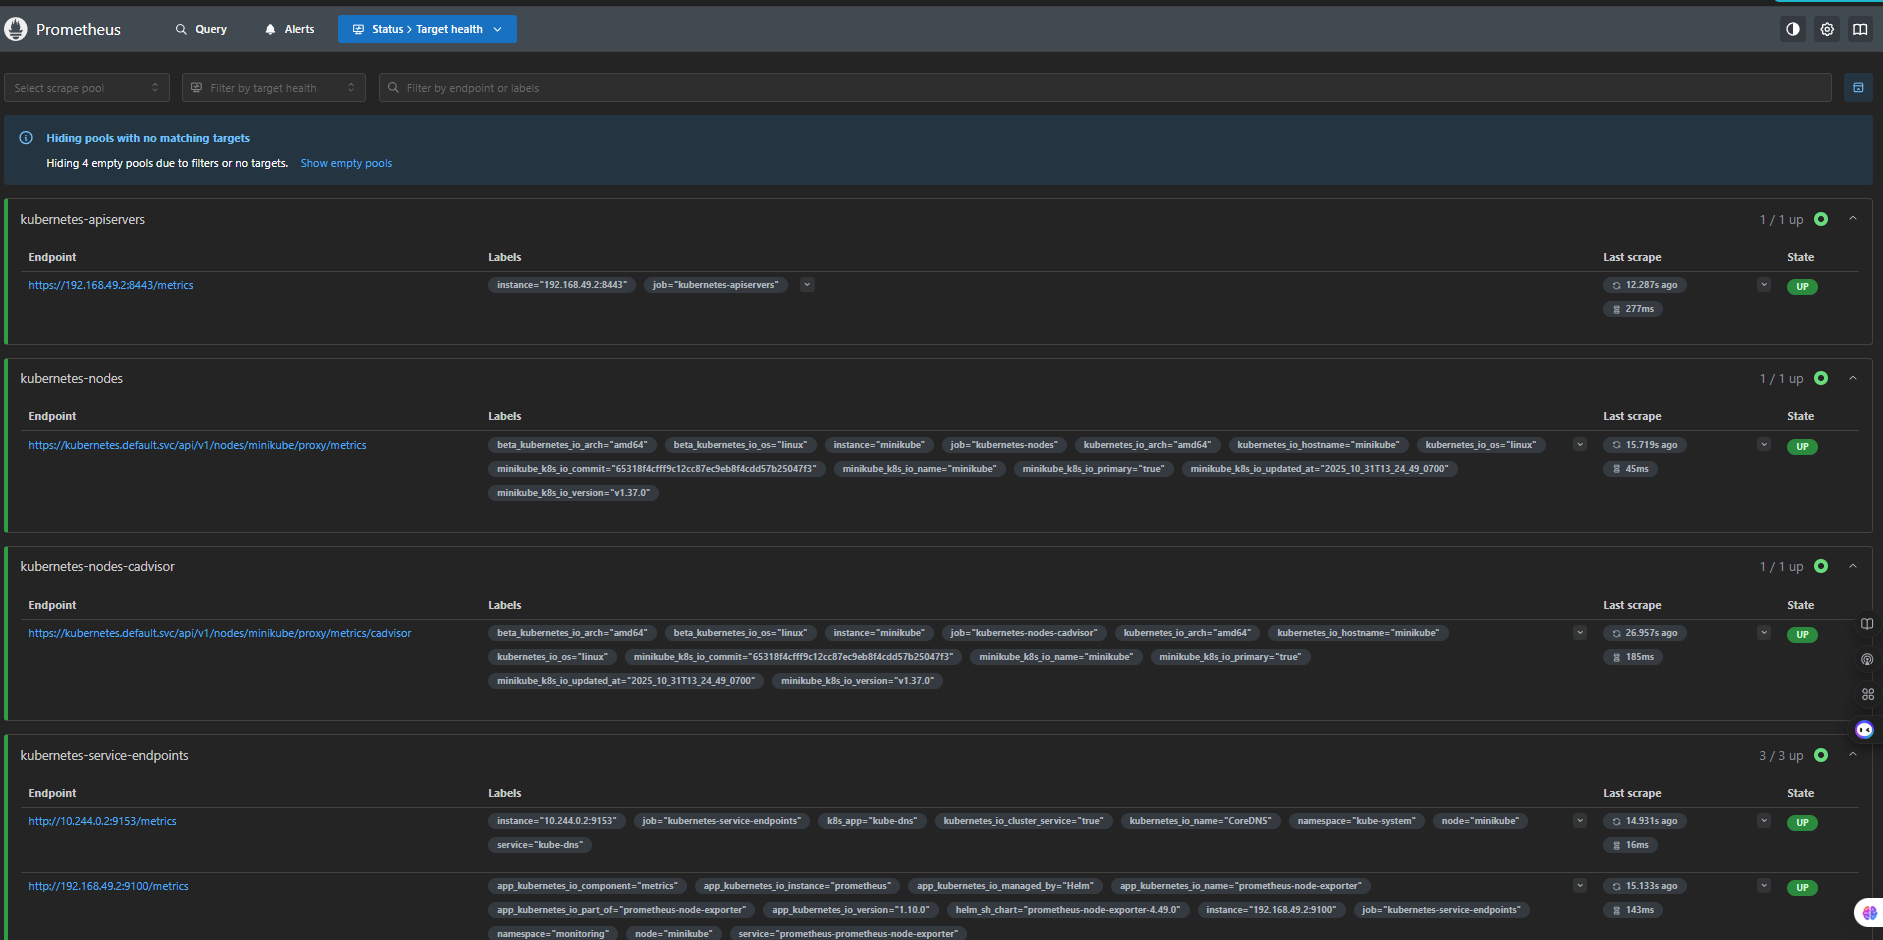 Prometheus Query Alerts Status > Target health
Select scrape pool Filter by target health Filter by endpoint or labels
Hiding pools with no matching targets
Hiding 4 empty pools due to filters or no targets. Show empty pools
kubernetes-apiservers 1 / 1 up
Endpoint Labels Last scrape State
https://192.168.49.2:8443/metrics instance="192.168.49.2:8443" job="kubernetes-apiservers" 12.287s ago UP
277ms
kubernetes-nodes 1 / 1 up
Endpoint Labels Last scrape State
https://kubernetes.default.svc/api/v1/nodes/minikube/proxy/metrics beta_kubernetes_io_arch="amd64" beta_kubernetes_io_os="linux" instance="minikube" job="kubernetes-nodes" kubernetes_io_arch="amd64" kubernetes_io_hostname="minikube" kubernetes_io_os="linux" 15.719s ago UP
minikube_k8s_io_commit="65318f4cfff9c12cc87ec9eb8f4cdd57b25047f3" minikube_k8s_io_name="minikube" minikube_k8s_io_primary="true" minikube_k8s_io_updated_at="2025_10_31T13_24_49_0700" 45ms
minikube_k8s_io_version="v1.37.0"
kubernetes-nodes-cadvisor 1 / 1 up
Endpoint Labels Last scrape State
https://kubernetes.default.svc/api/v1/nodes/minikube/proxy/metrics/cadvisor beta_kubernetes_io_arch="amd64" beta_kubernetes_io_os="linux" instance="minikube" job="kubernetes-nodes-cadvisor" kubernetes_io_arch="amd64" kubernetes_io_hostname="minikube" 26.957s ago UP
kubernetes_io_os="linux" minikube_k8s_io_commit="65318f4cfff9c12cc87ec9eb8f4cdd57b25047f3" minikube_k8s_io_name="minikube" minikube_k8s_io_primary="true" 185ms
minikube_k8s_io_updated_at="2025_10_31T13_24_49_0700" minikube_k8s_io_version="v1.37.0"
kubernetes-service-endpoints 3 / 3 up
Endpoint Labels Last scrape State
http://10.244.0.2:9153/metrics instance="10.244.0.2:9153" job="kubernetes-service-endpoints" k8s_app="kube-dns" kubernetes_io_cluster_service="true" kubernetes_io_name="CoreDNS" namespace="kube-system" node="minikube" 14.931s ago UP
service="kube-dns" 16ms
http://192.168.49.2:9100/metrics app_kubernetes_io_component="metrics" app_kubernetes_io_instance="prometheus" app_kubernetes_io_managed_by="Helm" app_kubernetes_io_name="prometheus-node-exporter" 15.133s ago UP
app_kubernetes_io_part_of="prometheus-node-exporter" app_kubernetes_io_version="1.10.0" helm_sh_chart="prometheus-node-exporter-4.49.0" instance="192.168.49.2:9100" job="kubernetes-service-endpoints" 143ms
namespace="monitoring" node="minikube" service="prometheus-prometheus-node-exporter"